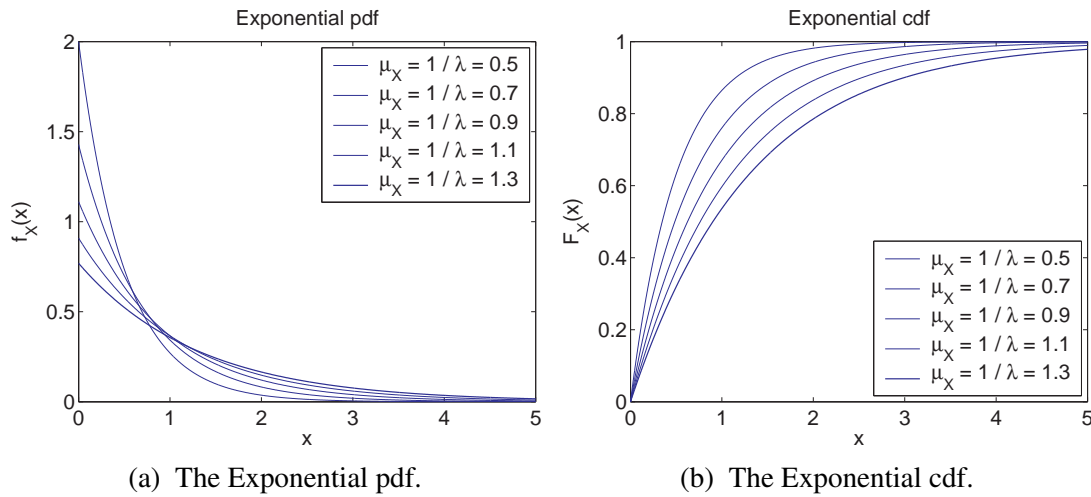 Exponential pdf
2
1.5
1
0.5
0
0 1 2 3 4 5
f_X(x)
x
μ_X = 1 / λ = 0.5
μ_X = 1 / λ = 0.7
μ_X = 1 / λ = 0.9
μ_X = 1 / λ = 1.1
μ_X = 1 / λ = 1.3
(a) The Exponential pdf.
Exponential cdf
1
0.8
0.6
0.4
0.2
0
0 1 2 3 4 5
F_X(x)
x
μ_X = 1 / λ = 0.5
μ_X = 1 / λ = 0.7
μ_X = 1 / λ = 0.9
μ_X = 1 / λ = 1.1
μ_X = 1 / λ = 1.3
(b) The Exponential cdf.